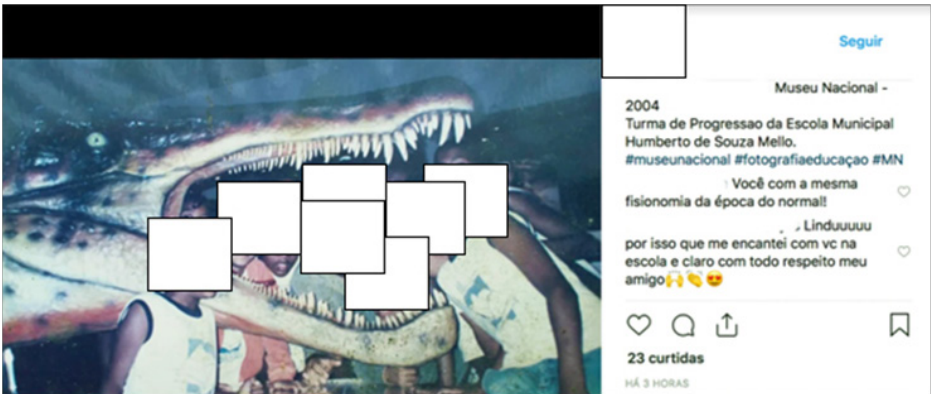 Seguir
Museu Nacional -
2004
Turma de Progressao da Escola Municipal
Humberto de Souza Mello.
#museunacional #fotografiaeducaçao #MN
Você com a mesma
fisionomia da época do normal!
Linduuuuu
por isso que me encantei com vc na
escola e claro com todo respeito meu
amigo🙌👏😍
23 curtidas
HÁ 3 HORAS